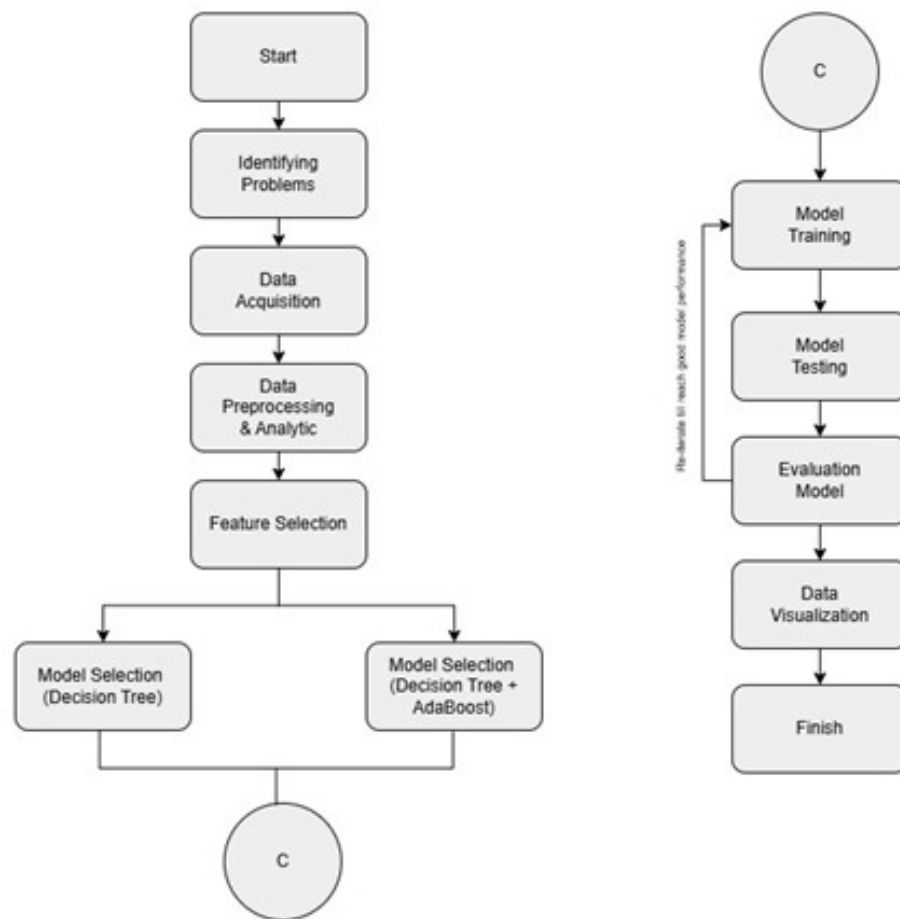 Start
Identifying
Problems
Data
Acquisition
Data
Preprocessing
& Analytic
Feature Selection
Model Selection
(Decision Tree)
Model Selection
(Decision Tree +
AdaBoost)
C
C
Model
Training
Re-iterate till reach good model performance
Model
Testing
Evaluation
Model
Data
Visualization
Finish